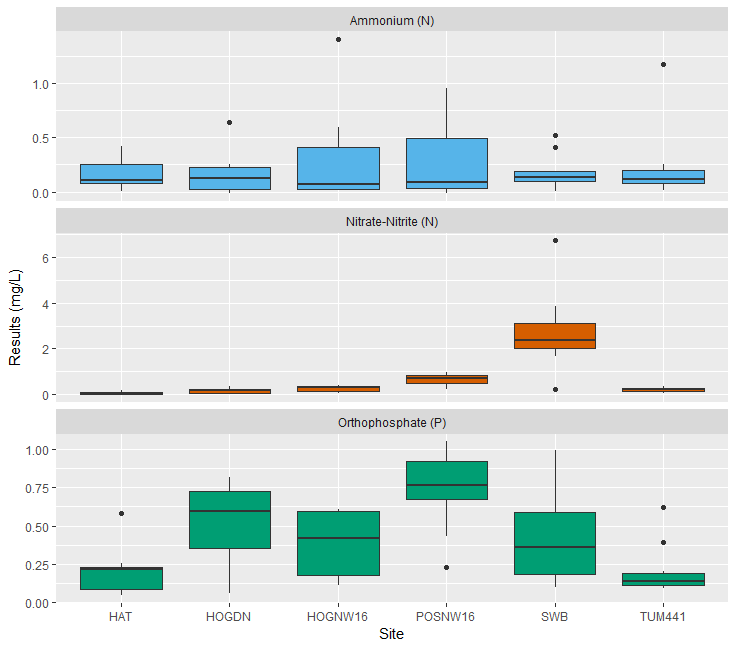 Ammonium (N)
1.0
0.5
0.0
Nitrate-Nitrite (N)
6
4
2
0
Results (mg/L)
Orthophosphate (P)
1.00
0.75
0.50
0.25
0.00
HAT HOGDN HOGNW16 POSNW16 SWB TUM441
Site